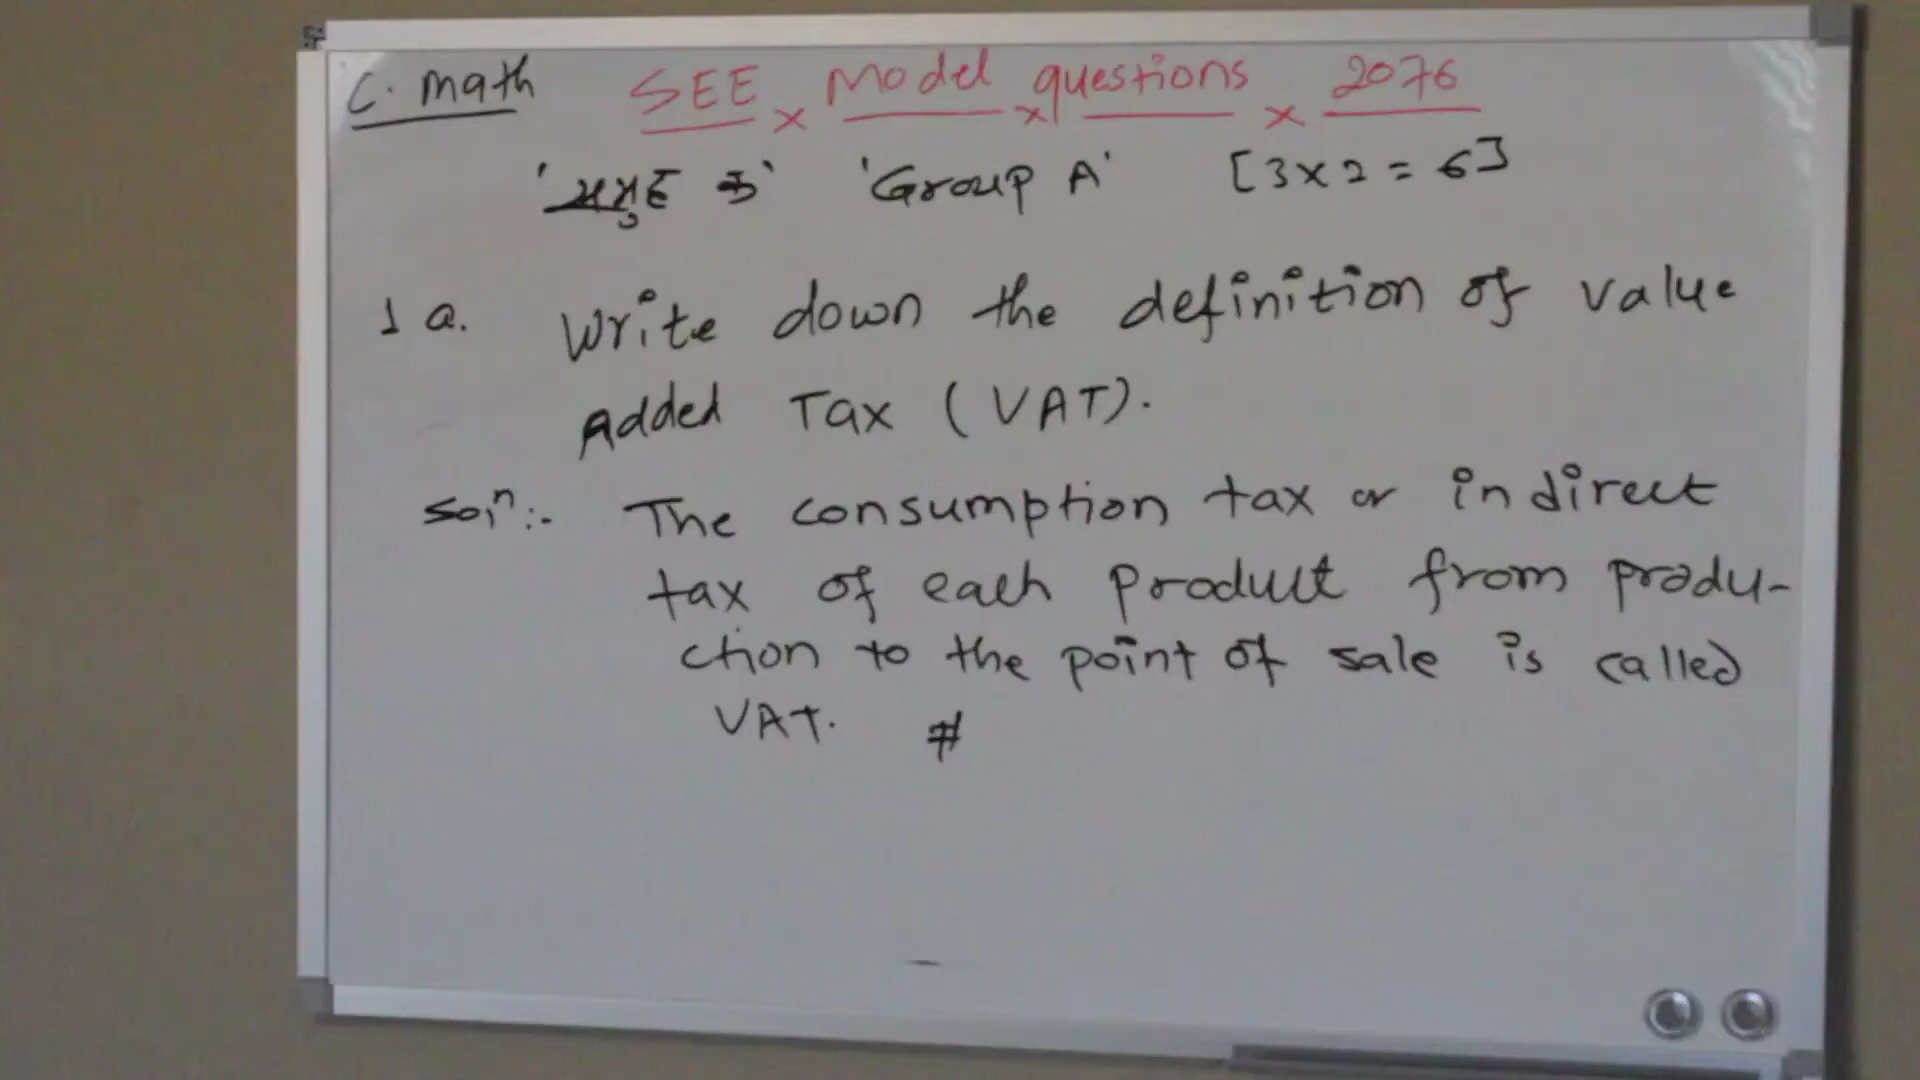 C. Math SEE Model questions 2076
'समूह क' 'Group A' [3×2=6]
1 a. Write down the definition of value
Added Tax (VAT).
Solⁿ:- The consumption tax or indirect
tax of each product from produ-
ction to the point of sale is called
VAT. #